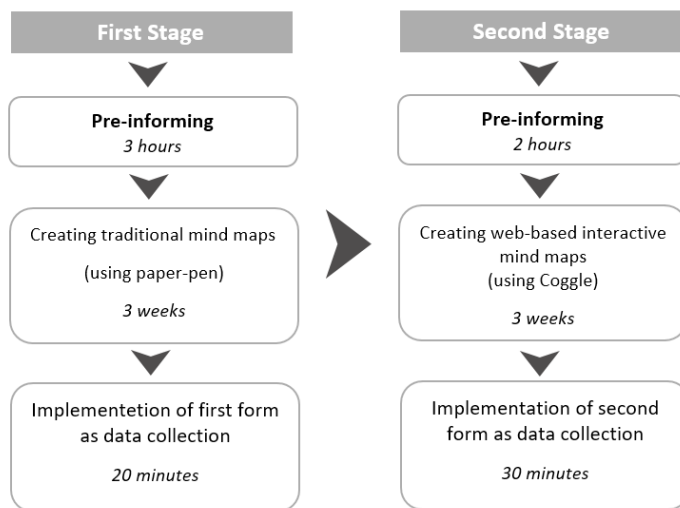 First Stage
Pre-informing
3 hours
Creating traditional mind maps
(using paper-pen)
3 weeks
Implementetion of first form
as data collection
20 minutes
Second Stage
Pre-informing
2 hours
Creating web-based interactive
mind maps
(using Coggle)
3 weeks
Implementation of second
form as data collection
30 minutes